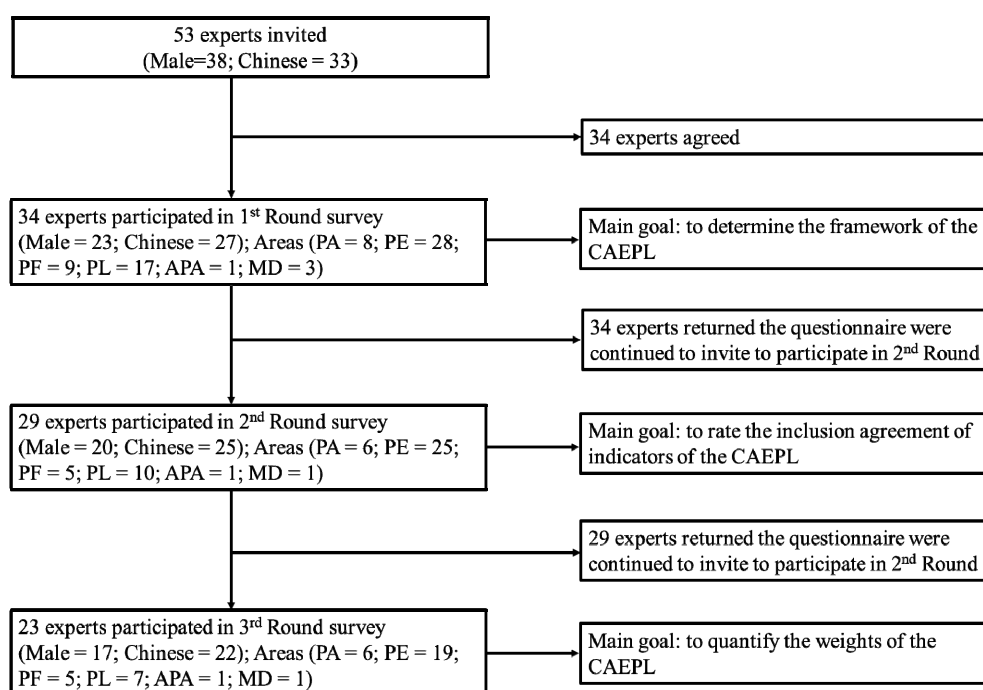 53 experts invited
(Male=38; Chinese = 33)
34 experts agreed
34 experts participated in 1st Round survey
(Male = 23; Chinese = 27); Areas (PA = 8; PE = 28;
PF = 9; PL = 17; APA = 1; MD = 3)
Main goal: to determine the framework of the
CAEPL
34 experts returned the questionnaire were
continued to invite to participate in 2nd Round
29 experts participated in 2nd Round survey
(Male = 20; Chinese = 25); Areas (PA = 6; PE = 25;
PF = 5; PL = 10; APA = 1; MD = 1)
Main goal: to rate the inclusion agreement of
indicators of the CAEPL
29 experts returned the questionnaire were
continued to invite to participate in 2nd Round
23 experts participated in 3rd Round survey
(Male = 17; Chinese = 22); Areas (PA = 6; PE = 19;
PF = 5; PL = 7; APA = 1; MD = 1)
Main goal: to quantify the weights of the
CAEPL